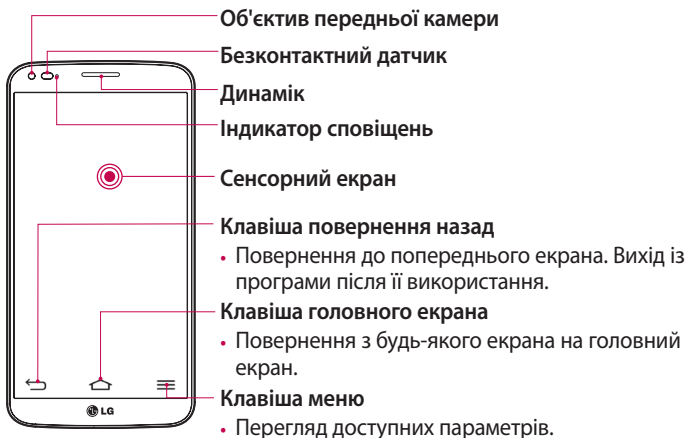 Об'єктив передньої камери
Безконтактний датчик
Динамік
Індикатор сповіщень
Сенсорний екран
Клавіша повернення назад
• Повернення до попереднього екрана. Вихід із
програми після її використання.
Клавіша головного екрана
• Повернення з будь-якого екрана на головний
екран.
Клавіша меню
• Перегляд доступних параметрів.
LG